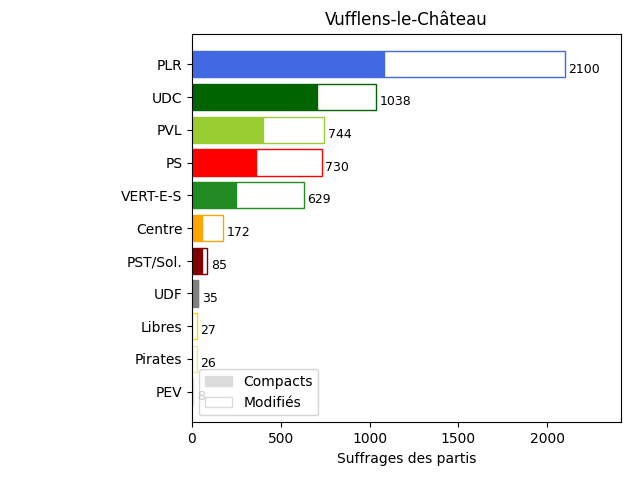 Vufflens-le-Château
PLR 2100
UDC 1038
PVL 744
PS 730
VERT-E-S 629
Centre 172
PST/Sol. 85
UDF 35
Libres 27
Pirates 26
PEV 8
Compacts
Modifiés
0 500 1000 1500 2000
Suffrages des partis